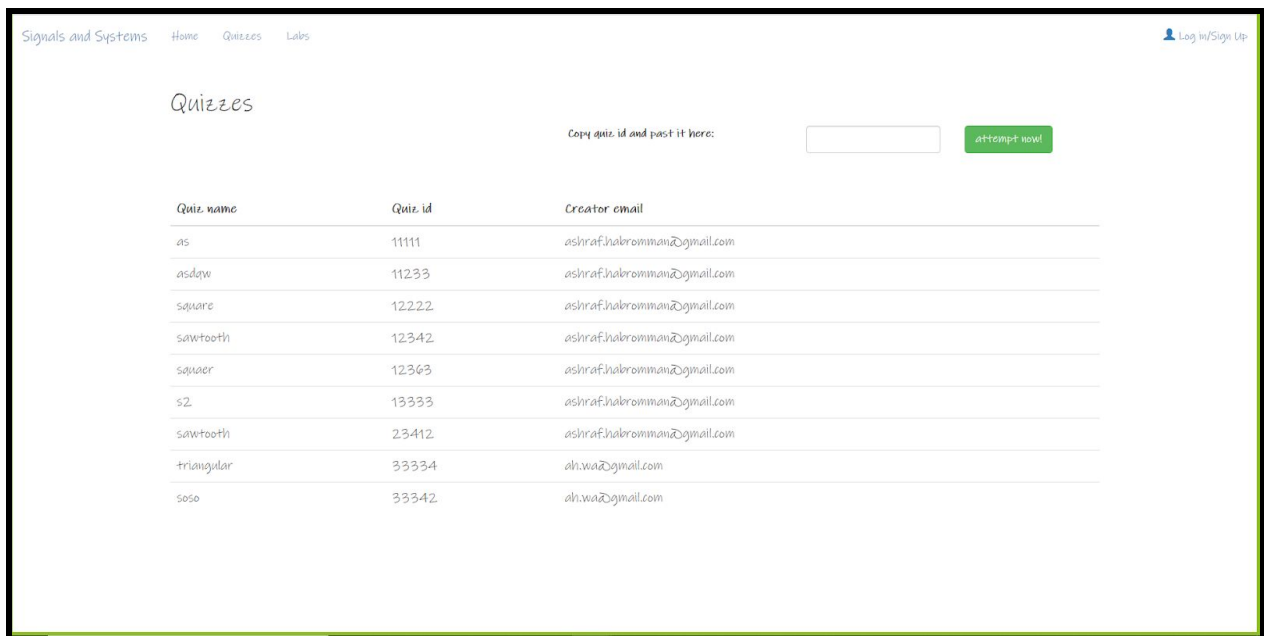 Signals and Systems Home Quizzes Labs Log in/Sign Up
Quizzes
Copy quiz id and past it here: attempt now!
Quiz name Quiz id Creator email
as 11111 ashraf.habromman@gmail.com
asdqw 11233 ashraf.habromman@gmail.com
square 12222 ashraf.habromman@gmail.com
sawtooth 12342 ashraf.habromman@gmail.com
squaer 12363 ashraf.habromman@gmail.com
s2 13333 ashraf.habromman@gmail.com
sawtooth 23412 ashraf.habromman@gmail.com
triangular 33334 ah.wa@gmail.com
soso 33342 ah.wa@gmail.com